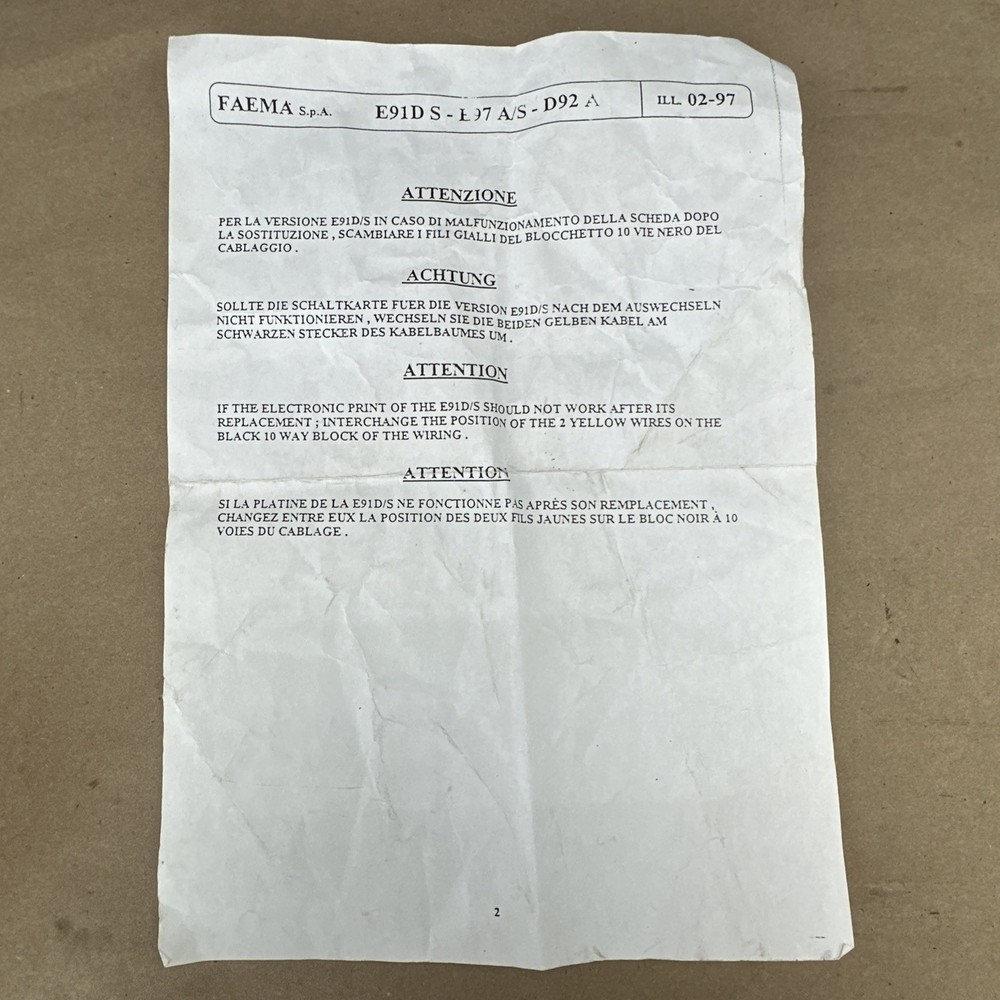 FAEMA S.p.A. E91D S - E97 A/S - D92 A ILL. 02-97
ATTENZIONE
PER LA VERSIONE E91D/S IN CASO DI MALFUNZIONAMENTO DELLA SCHEDA DOPO
LA SOSTITUZIONE , SCAMBIARE I FILI GIALLI DEL BLOCCHETTO 10 VIE NERO DEL
CABLAGGIO .
ACHTUNG
SOLLTE DIE SCHALTKARTE FUER DIE VERSION E91D/S NACH DEM AUSWECHSELN
NICHT FUNKTIONIEREN , WECHSELN SIE DIE BEIDEN GELBEN KABEL AM
SCHWARZEN STECKER DES KABELBAUMES UM .
ATTENTION
IF THE ELECTRONIC PRINT OF THE E91D/S SHOULD NOT WORK AFTER ITS
REPLACEMENT ; INTERCHANGE THE POSITION OF THE 2 YELLOW WIRES ON THE
BLACK 10 WAY BLOCK OF THE WIRING .
ATTENTION
SI LA PLATINE DE LA E91D/S NE FONCTIONNE PAS APRÈS SON REMPLACEMENT ,
CHANGEZ ENTRE EUX LA POSITION DES DEUX FILS JAUNES SUR LE BLOC NOIR À 10
VOIES DU CABLAGE .
2